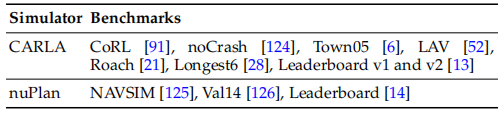 Simulator Benchmarks
CARLA CoRL [91], noCrash [124], Town05 [6], LAV [52],
Roach [21], Longest6 [28], Leaderboard v1 and v2 [13]
nuPlan NAVSIM [125], Val14 [126], Leaderboard [14]